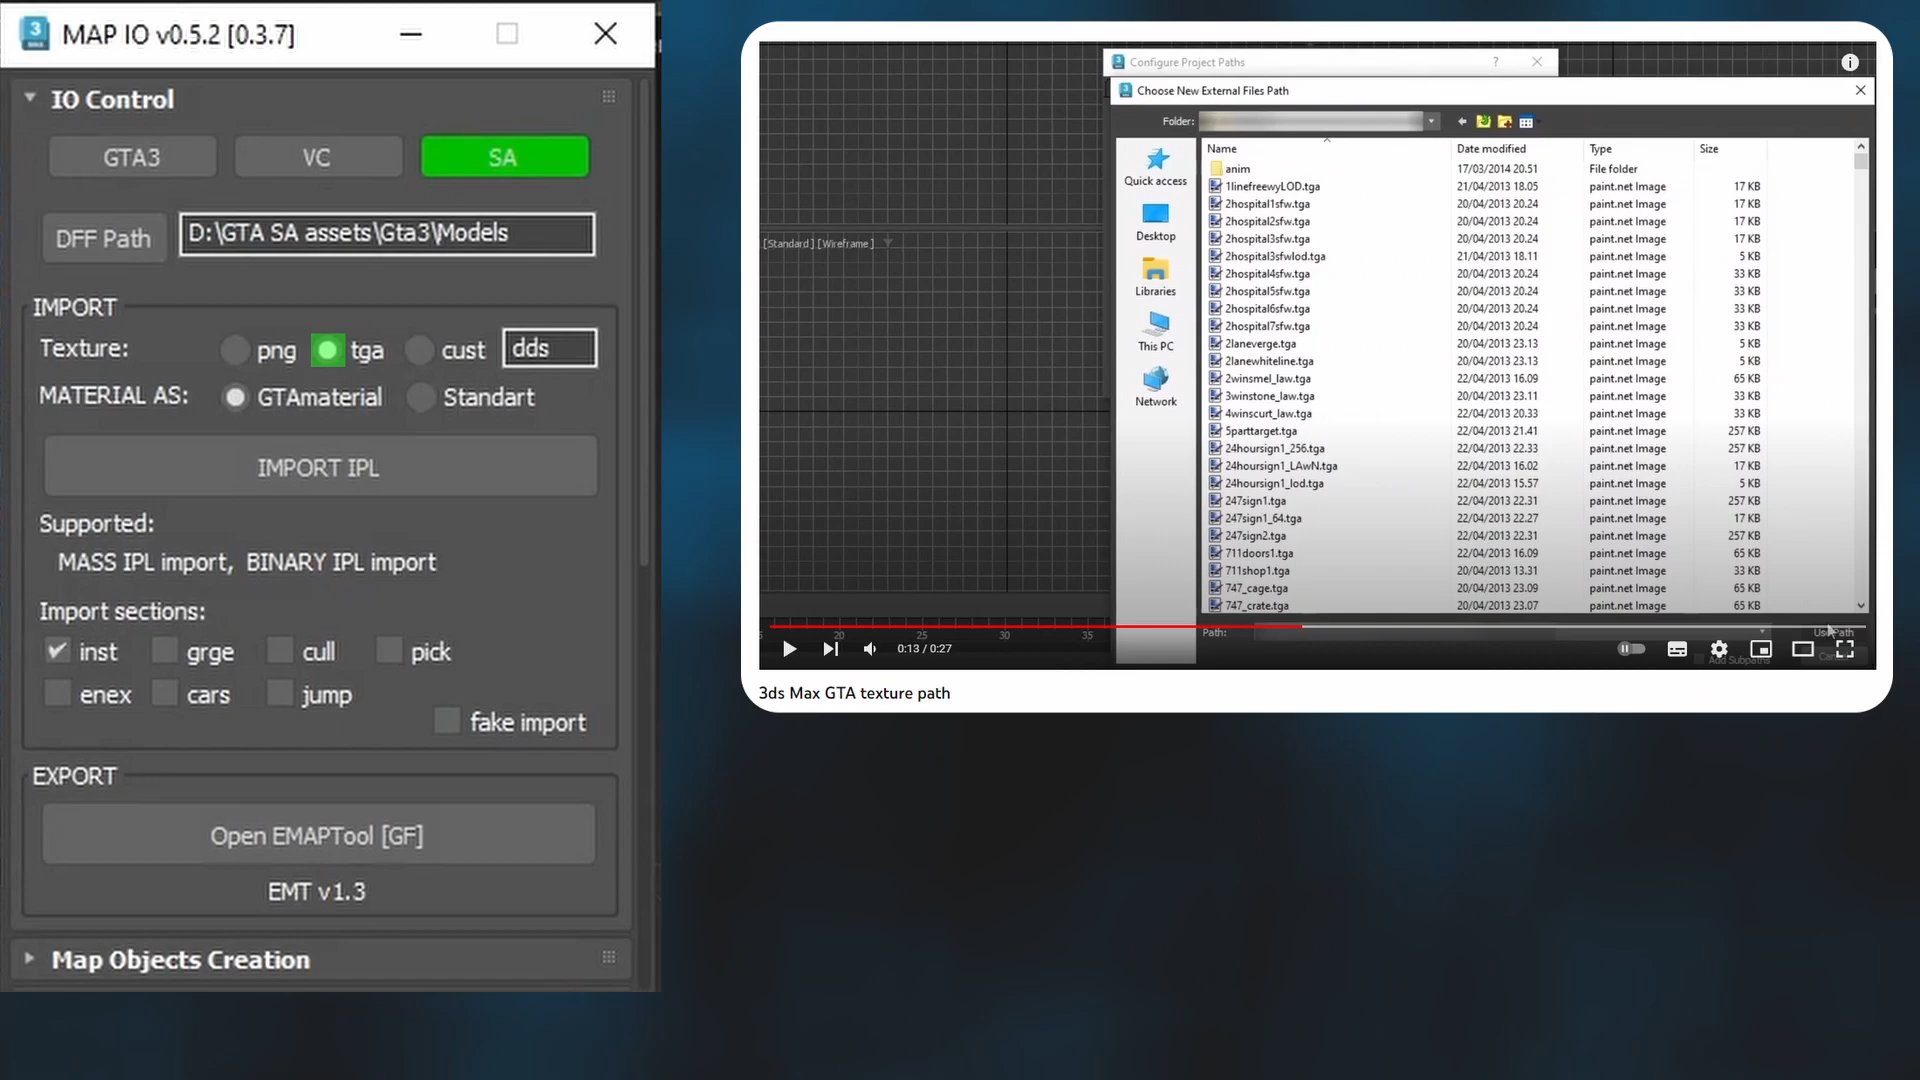 MAP IO v0.5.2 [0.3.7]
IO Control
GTA3 VC SA
DFF Path D:\GTA SA assets\Gta3\Models
IMPORT
Texture: png tga cust dds
MATERIAL AS: GTAmaterial Standart
IMPORT IPL
Supported:
MASS IPL import, BINARY IPL import
Import sections:
inst grge cull pick
enex cars jump
fake import
EXPORT
Open EMAPTool [GF]
EMT v1.3
Map Objects Creation
Configure Project Paths
Choose New External Files Path
Folder:
Name Date modified Type Size
anim 17/03/2014 20.51 File folder
1linefreewyLOD.tga 21/04/2013 18.05 paint.net Image 17 KB
2hospital1sfw.tga 20/04/2013 20.24 paint.net Image 17 KB
2hospital2sfw.tga 20/04/2013 20.24 paint.net Image 17 KB
2hospital3sfw.tga 20/04/2013 20.24 paint.net Image 17 KB
2hospital3sfwlod.tga 21/04/2013 18.11 paint.net Image 5 KB
2hospital4sfw.tga 20/04/2013 20.24 paint.net Image 33 KB
2hospital5sfw.tga 20/04/2013 20.24 paint.net Image 33 KB
2hospital6sfw.tga 20/04/2013 20.24 paint.net Image 33 KB
2hospital7sfw.tga 20/04/2013 20.24 paint.net Image 33 KB
2laneverge.tga 20/04/2013 23.13 paint.net Image 5 KB
2lanewhiteline.tga 20/04/2013 23.13 paint.net Image 5 KB
2winsmel_law.tga 22/04/2013 16.09 paint.net Image 65 KB
3winstone_law.tga 20/04/2013 23.11 paint.net Image 33 KB
4winscurt_law.tga 22/04/2013 20.33 paint.net Image 33 KB
5parttarget.tga 22/04/2013 21.41 paint.net Image 257 KB
24hoursign1_256.tga 22/04/2013 22.33 paint.net Image 257 KB
24hoursign1_LAwN.tga 22/04/2013 16.02 paint.net Image 17 KB
24hoursign1_lod.tga 22/04/2013 15.57 paint.net Image 5 KB
247sign1.tga 22/04/2013 22.31 paint.net Image 257 KB
247sign1_64.tga 22/04/2013 22.27 paint.net Image 17 KB
247sign2.tga 22/04/2013 22.31 paint.net Image 257 KB
711doors1.tga 22/04/2013 16.09 paint.net Image 65 KB
711shop1.tga 20/04/2013 13.31 paint.net Image 33 KB
747_cage.tga 20/04/2013 23.09 paint.net Image 65 KB
747_crate.tga 20/04/2013 23.07 paint.net Image 65 KB
Quick access
Desktop
Libraries
This PC
Network
[Standard] [Wireframe]
20 25 30 35
Path: Use Path
0:13 / 0:27
Add Subpaths
3ds Max GTA texture path